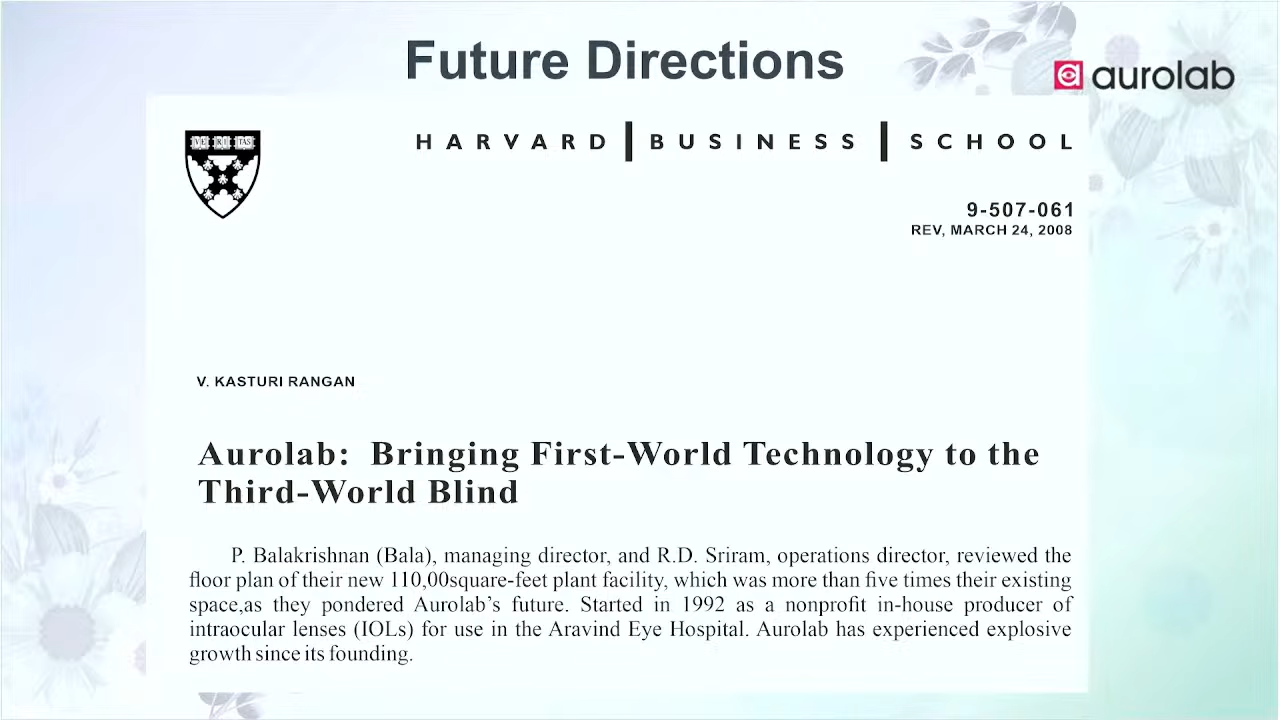 Future Directions
aurolab
HARVARD | BUSINESS | SCHOOL
9-507-061
REV, MARCH 24, 2008
V. KASTURI RANGAN
Aurolab: Bringing First-World Technology to the
Third-World Blind
P. Balakrishnan (Bala), managing director, and R.D. Sriram, operations director, reviewed the
floor plan of their new 110,00square-feet plant facility, which was more than five times their existing
space,as they pondered Aurolab's future. Started in 1992 as a nonprofit in-house producer of
intraocular lenses (IOLs) for use in the Aravind Eye Hospital. Aurolab has experienced explosive
growth since its founding.